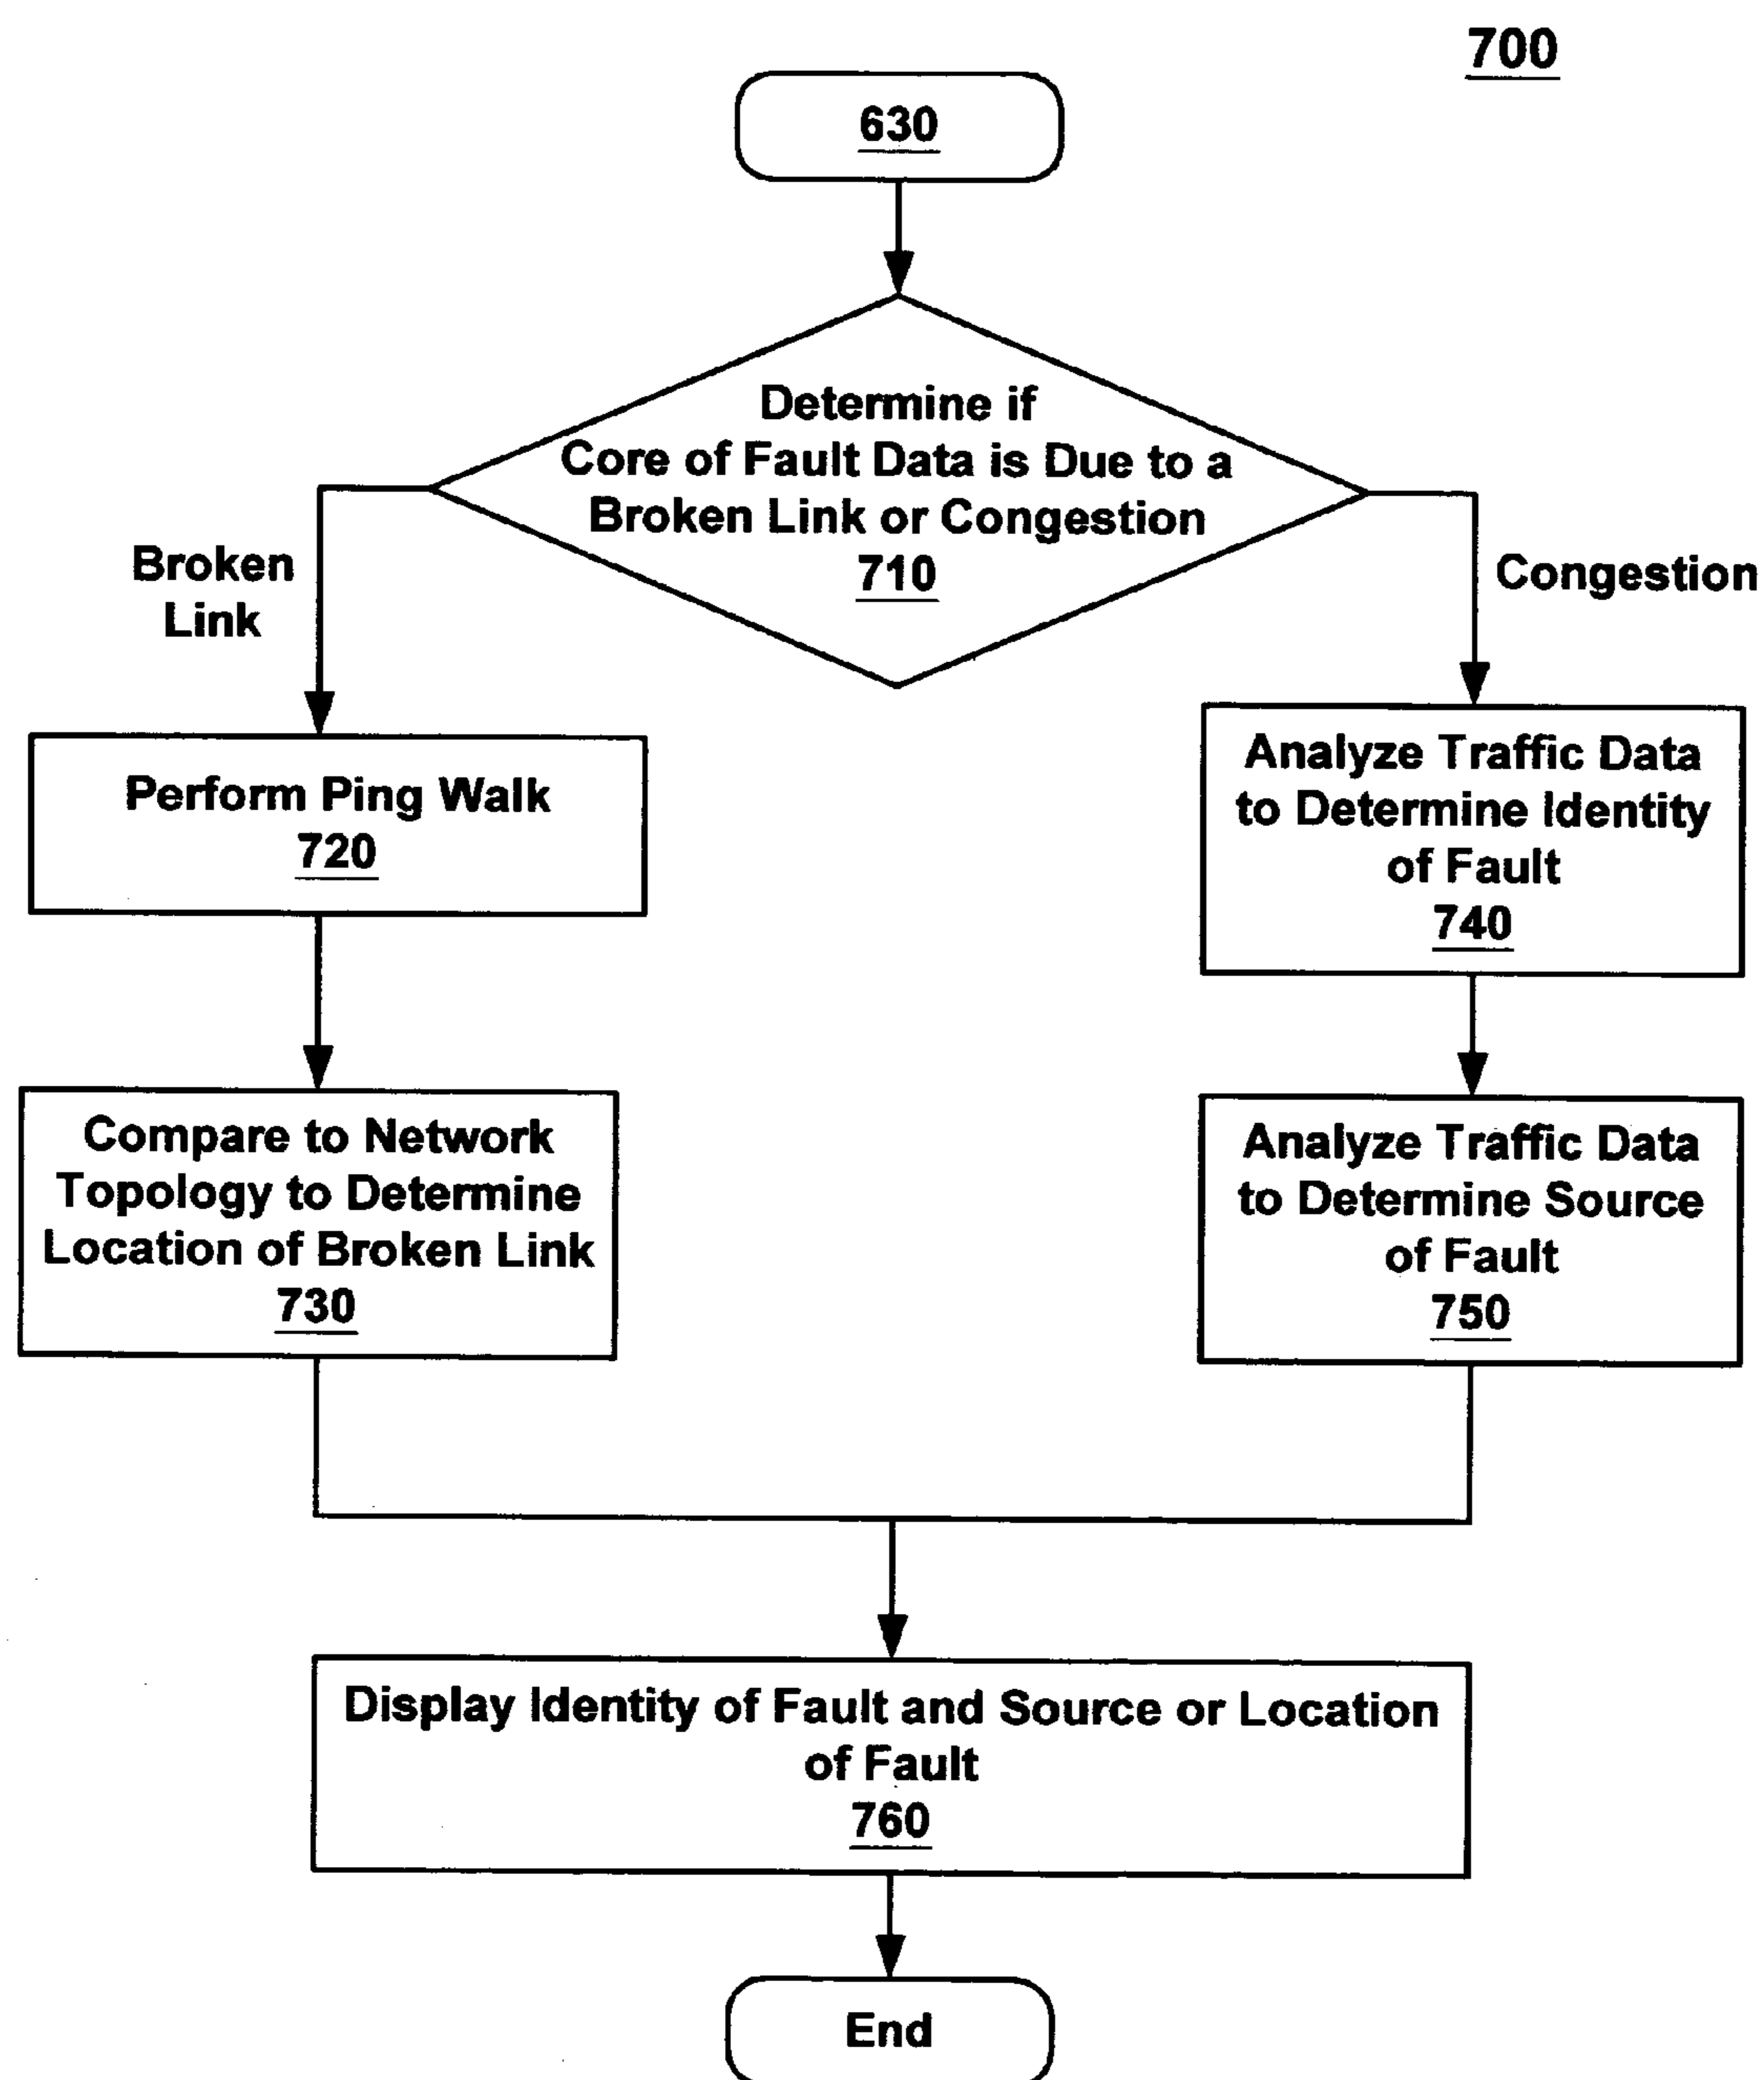 700
630
Determine if
Core of Fault Data is Due to a
Broken Link or Congestion
710
Broken
Link
Congestion
Perform Ping Walk
720
Analyze Traffic Data
to Determine Identity
of Fault
740
Compare to Network
Topology to Determine
Location of Broken Link
730
Analyze Traffic Data
to Determine Source
of Fault
750
Display Identity of Fault and Source or Location
of Fault
760
End